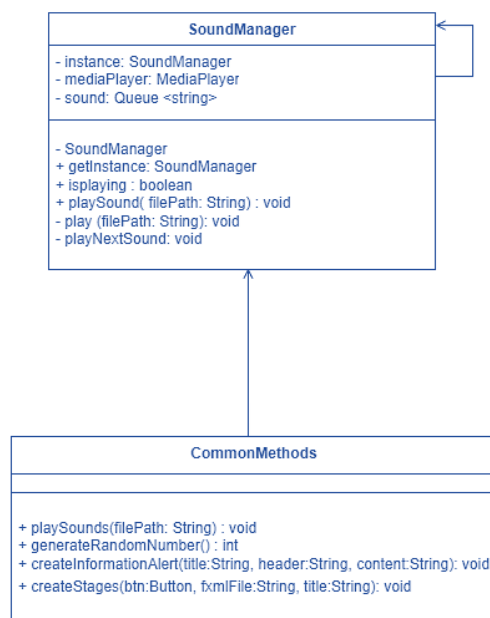 SoundManager
- instance: SoundManager
- mediaPlayer: MediaPlayer
- sound: Queue <string>
- SoundManager
+ getInstance: SoundManager
+ isplaying : boolean
+ playSound( filePath: String) : void
- play (filePath: String): void
- playNextSound: void
CommonMethods
+ playSounds(filePath: String) : void
+ generateRandomNumber() : int
+ createInformationAlert(title:String, header:String, content:String): void
+ createStages(btn:Button, fxmlFile:String, title:String): void